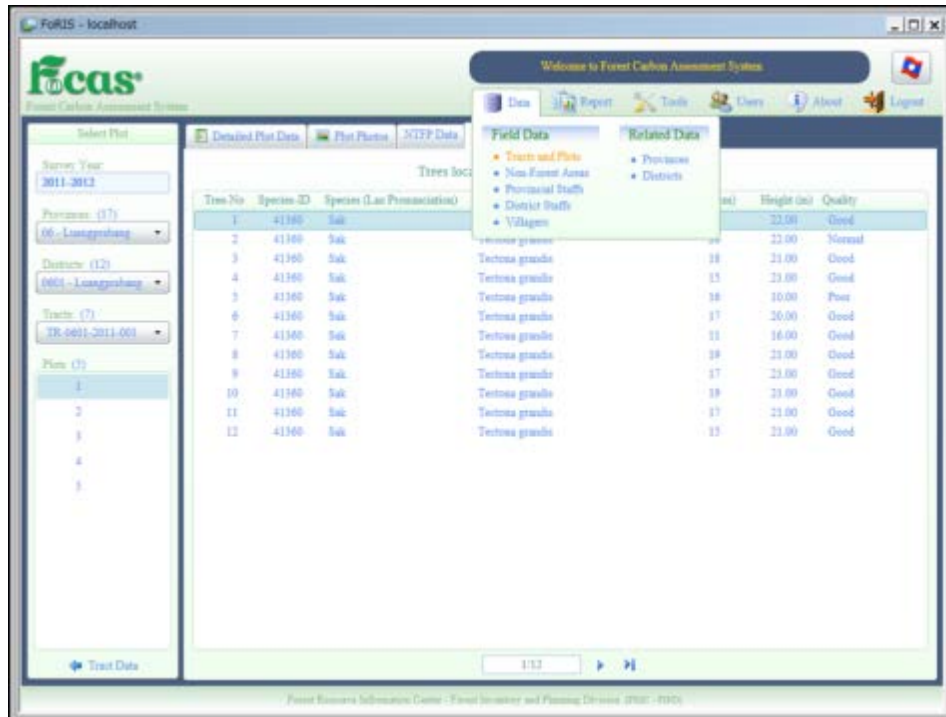 FoRIS - localhost
Fcas
Forest Carbon Assessment System
Welcome to Forest Carbon Assessment System
Data Report Tools Users About Logout
Select Plot
Detailed Plot Data Plot Photos NTFP Data
Field Data Related Data
Tracts and Plots
Non-Forest Areas
Provincial Staffs
District Staffs
Villagers
Provinces
Districts
Survey Year
2011-2012
Provinces (17)
06 - Luangprabang
Districts (12)
0601 - Luangprabang
Tracts (7)
TR-0601-2011-001
Plots (5)
1
2
3
4
5
Tract Data
Trees loca
Tree No Species ID Species (Lao Pronunciation) Height (m) Quality
1 41360 Sak 22.00 Good
2 41360 Sak Tectona grandis 22.00 Normal
3 41360 Sak Tectona grandis 18 21.00 Good
4 41360 Sak Tectona grandis 15 21.00 Good
5 41360 Sak Tectona grandis 16 10.00 Poor
6 41360 Sak Tectona grandis 17 20.00 Good
7 41360 Sak Tectona grandis 11 16.00 Good
8 41360 Sak Tectona grandis 19 21.00 Good
9 41360 Sak Tectona grandis 17 21.00 Good
10 41360 Sak Tectona grandis 19 21.00 Good
11 41360 Sak Tectona grandis 17 21.00 Good
12 41360 Sak Tectona grandis 15 21.00 Good
1/12
Forest Resource Information Center - Forest Inventory and Planning Division (FRIC - FIPD)